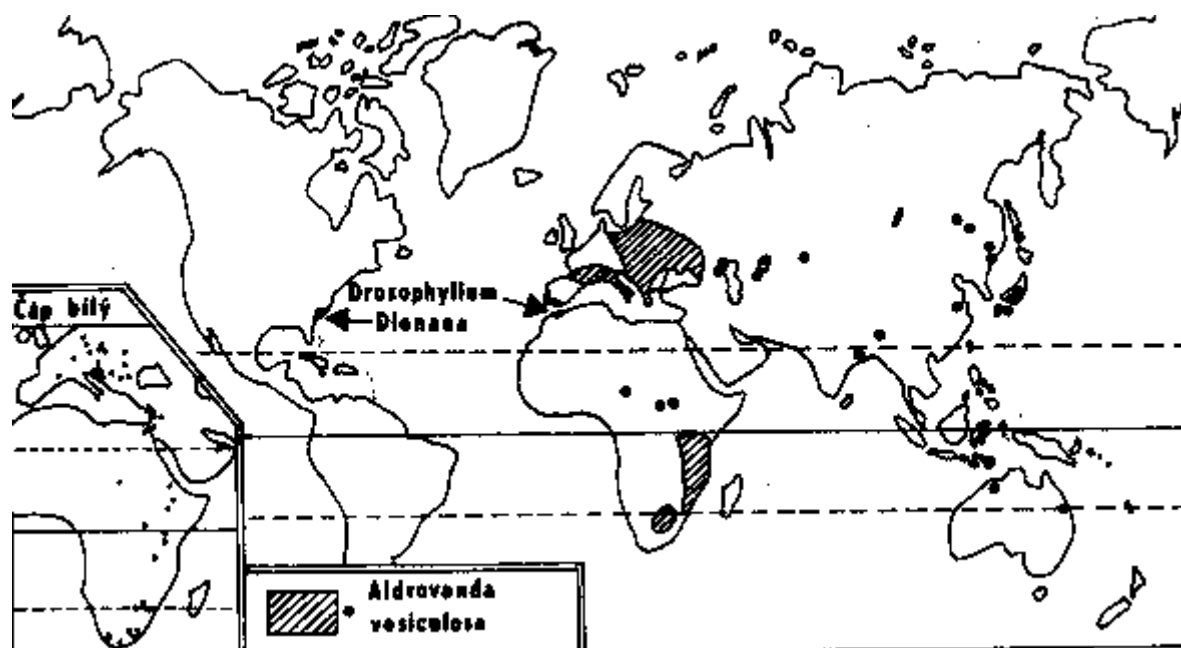 Drosophyllum
Dionaea
Čáp bílý
Aldrovanda
vesiculosa